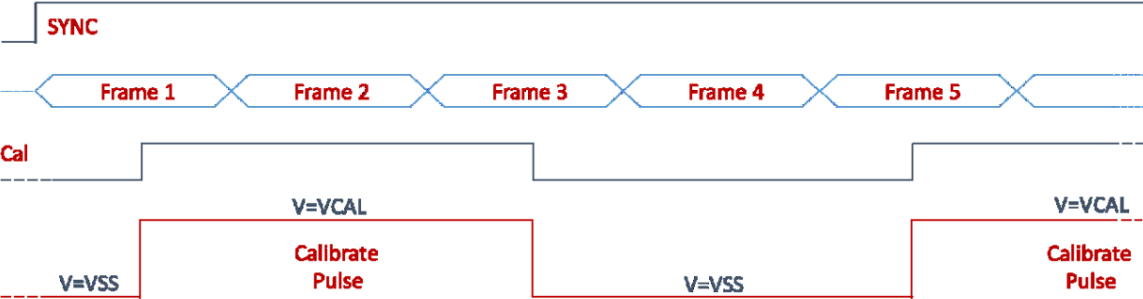 SYNC
Frame 1 Frame 2 Frame 3 Frame 4 Frame 5
Cal
V=VCAL V=VCAL
Calibrate Calibrate
V=VSS Pulse V=VSS Pulse